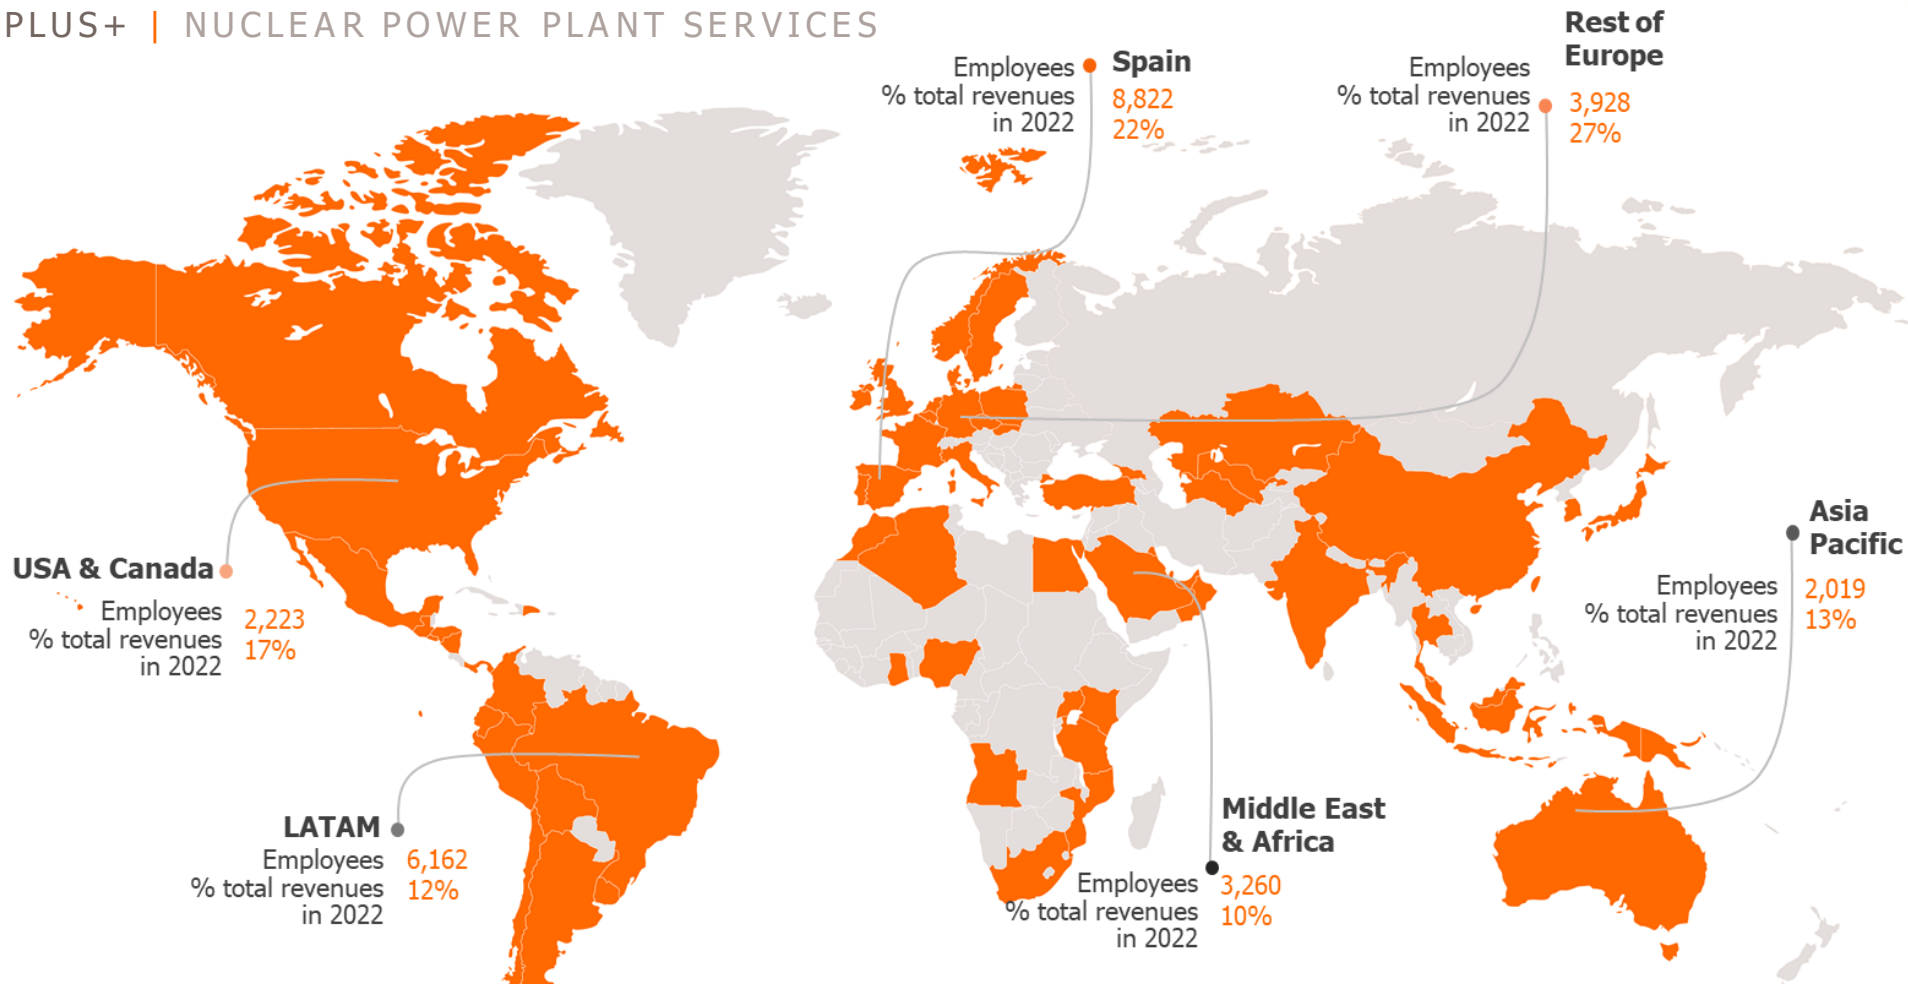 PLUS+ | NUCLEAR POWER PLANT SERVICES
Spain
Employees
8,822
% total revenues
in 2022
22%
Rest of
Europe
Employees
3,928
% total revenues
in 2022
27%
USA & Canada
Employees
2,223
% total revenues
in 2022
17%
Asia
Pacific
Employees
2,019
% total revenues
in 2022
13%
LATAM
Employees
6,162
% total revenues
in 2022
12%
Middle East
& Africa
Employees
3,260
% total revenues
in 2022
10%